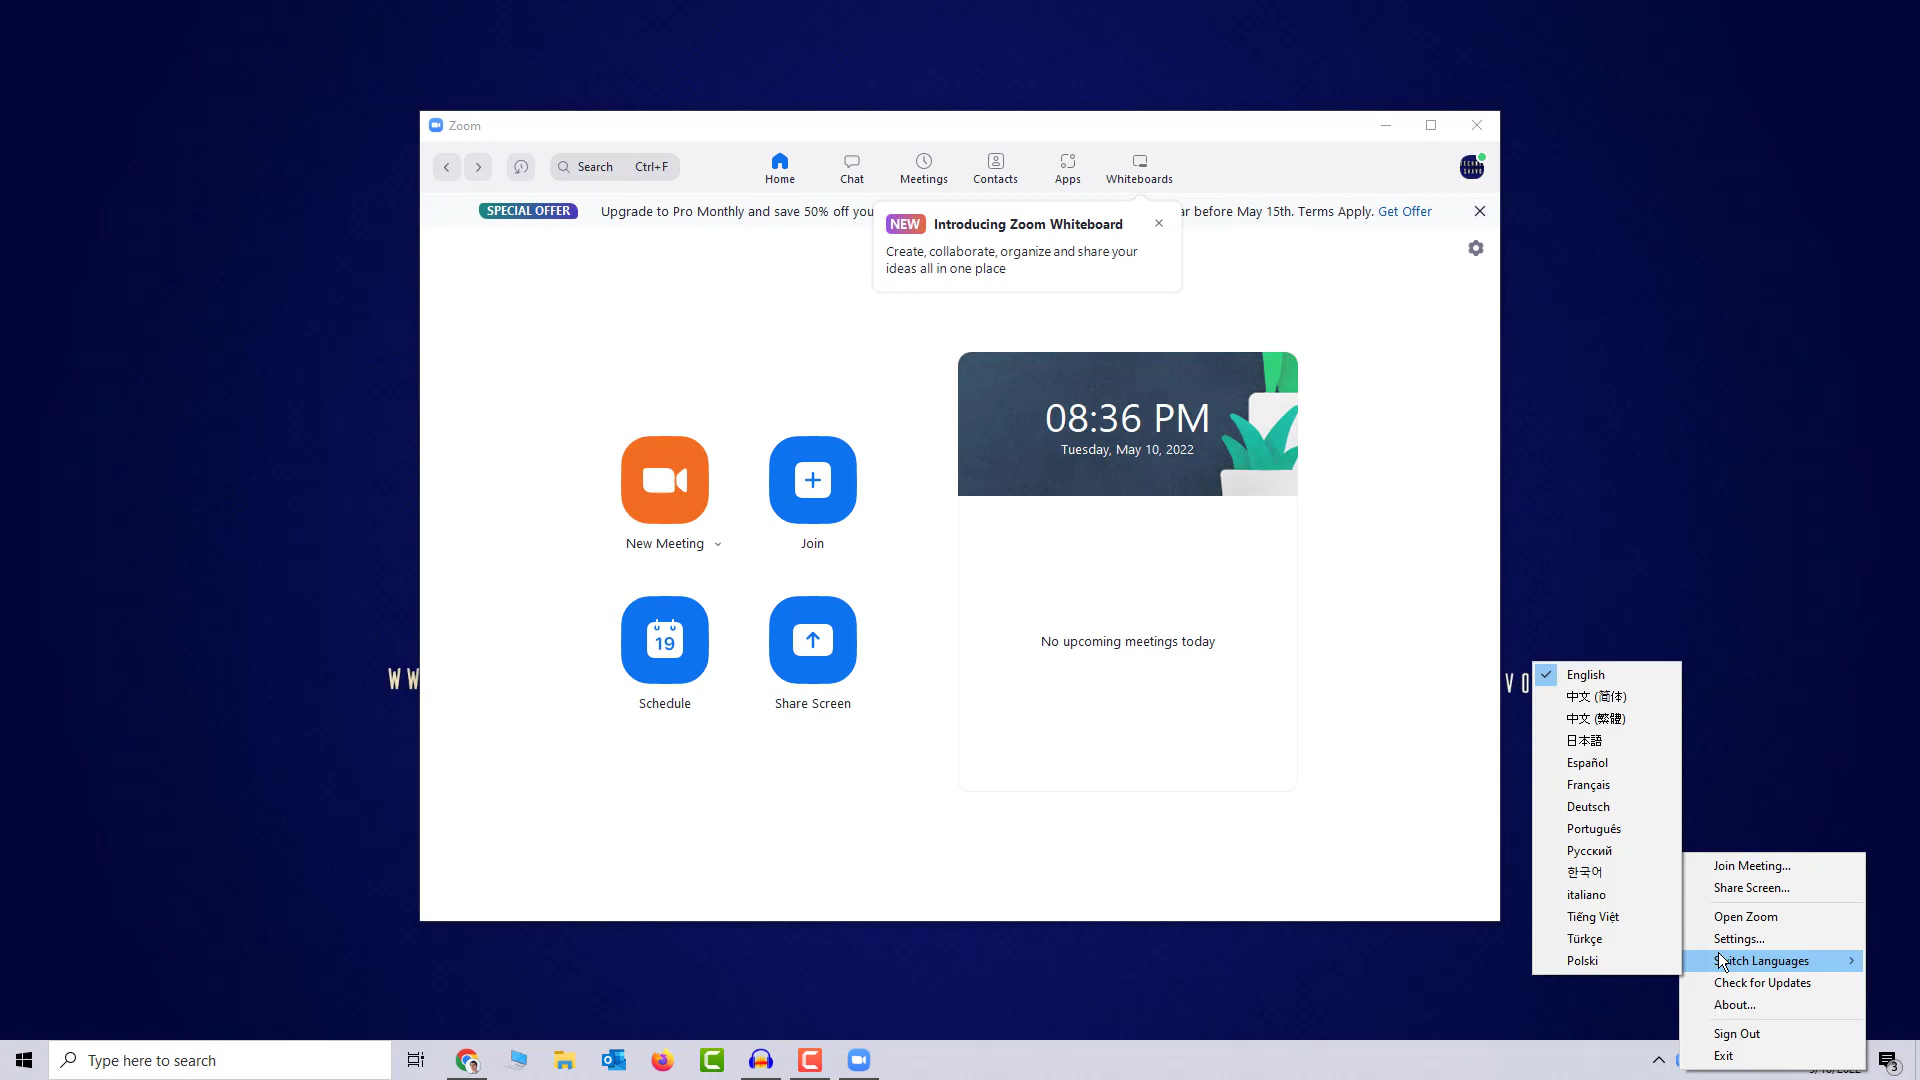 Zoom
Search Ctrl+F
Home
Chat
Meetings
Contacts
Apps
Whiteboards
SPECIAL OFFER
Upgrade to Pro Monthly and save 50% off you
ar before May 15th. Terms Apply. Get Offer
NEW Introducing Zoom Whiteboard
Create, collaborate, organize and share your
ideas all in one place
08:36 PM
Tuesday, May 10, 2022
New Meeting
Join
19
Schedule
Share Screen
No upcoming meetings today
WW
VO
English
中文 (简体)
中文 (繁體)
日本語
Español
Français
Deutsch
Português
Русский
한국어
italiano
Tiếng Việt
Türkçe
Polski
Join Meeting...
Share Screen...
Open Zoom
Settings...
Switch Languages
Check for Updates
About...
Sign Out
Exit
Type here to search
3